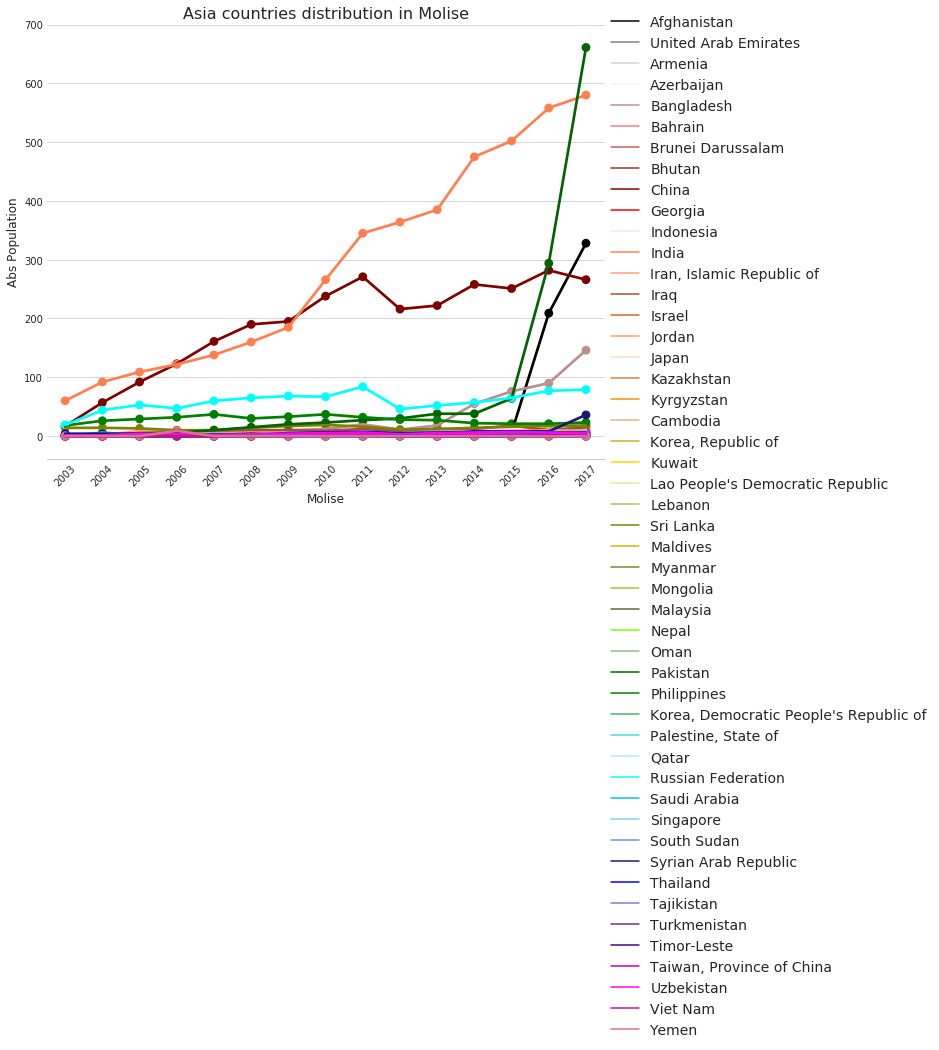 Asia countries distribution in Molise
Abs Population
700
600
500
400
300
200
100
0
2003
2004
2005
2006
2007
2008
2009
2010
2011
2012
2013
2014
2015
2016
2017
Molise
Afghanistan
United Arab Emirates
Armenia
Azerbaijan
Bangladesh
Bahrain
Brunei Darussalam
Bhutan
China
Georgia
Indonesia
India
Iran, Islamic Republic of
Iraq
Israel
Jordan
Japan
Kazakhstan
Kyrgyzstan
Cambodia
Korea, Republic of
Kuwait
Lao People's Democratic Republic
Lebanon
Sri Lanka
Maldives
Myanmar
Mongolia
Malaysia
Nepal
Oman
Pakistan
Philippines
Korea, Democratic People's Republic of
Palestine, State of
Qatar
Russian Federation
Saudi Arabia
Singapore
South Sudan
Syrian Arab Republic
Thailand
Tajikistan
Turkmenistan
Timor-Leste
Taiwan, Province of China
Uzbekistan
Viet Nam
Yemen